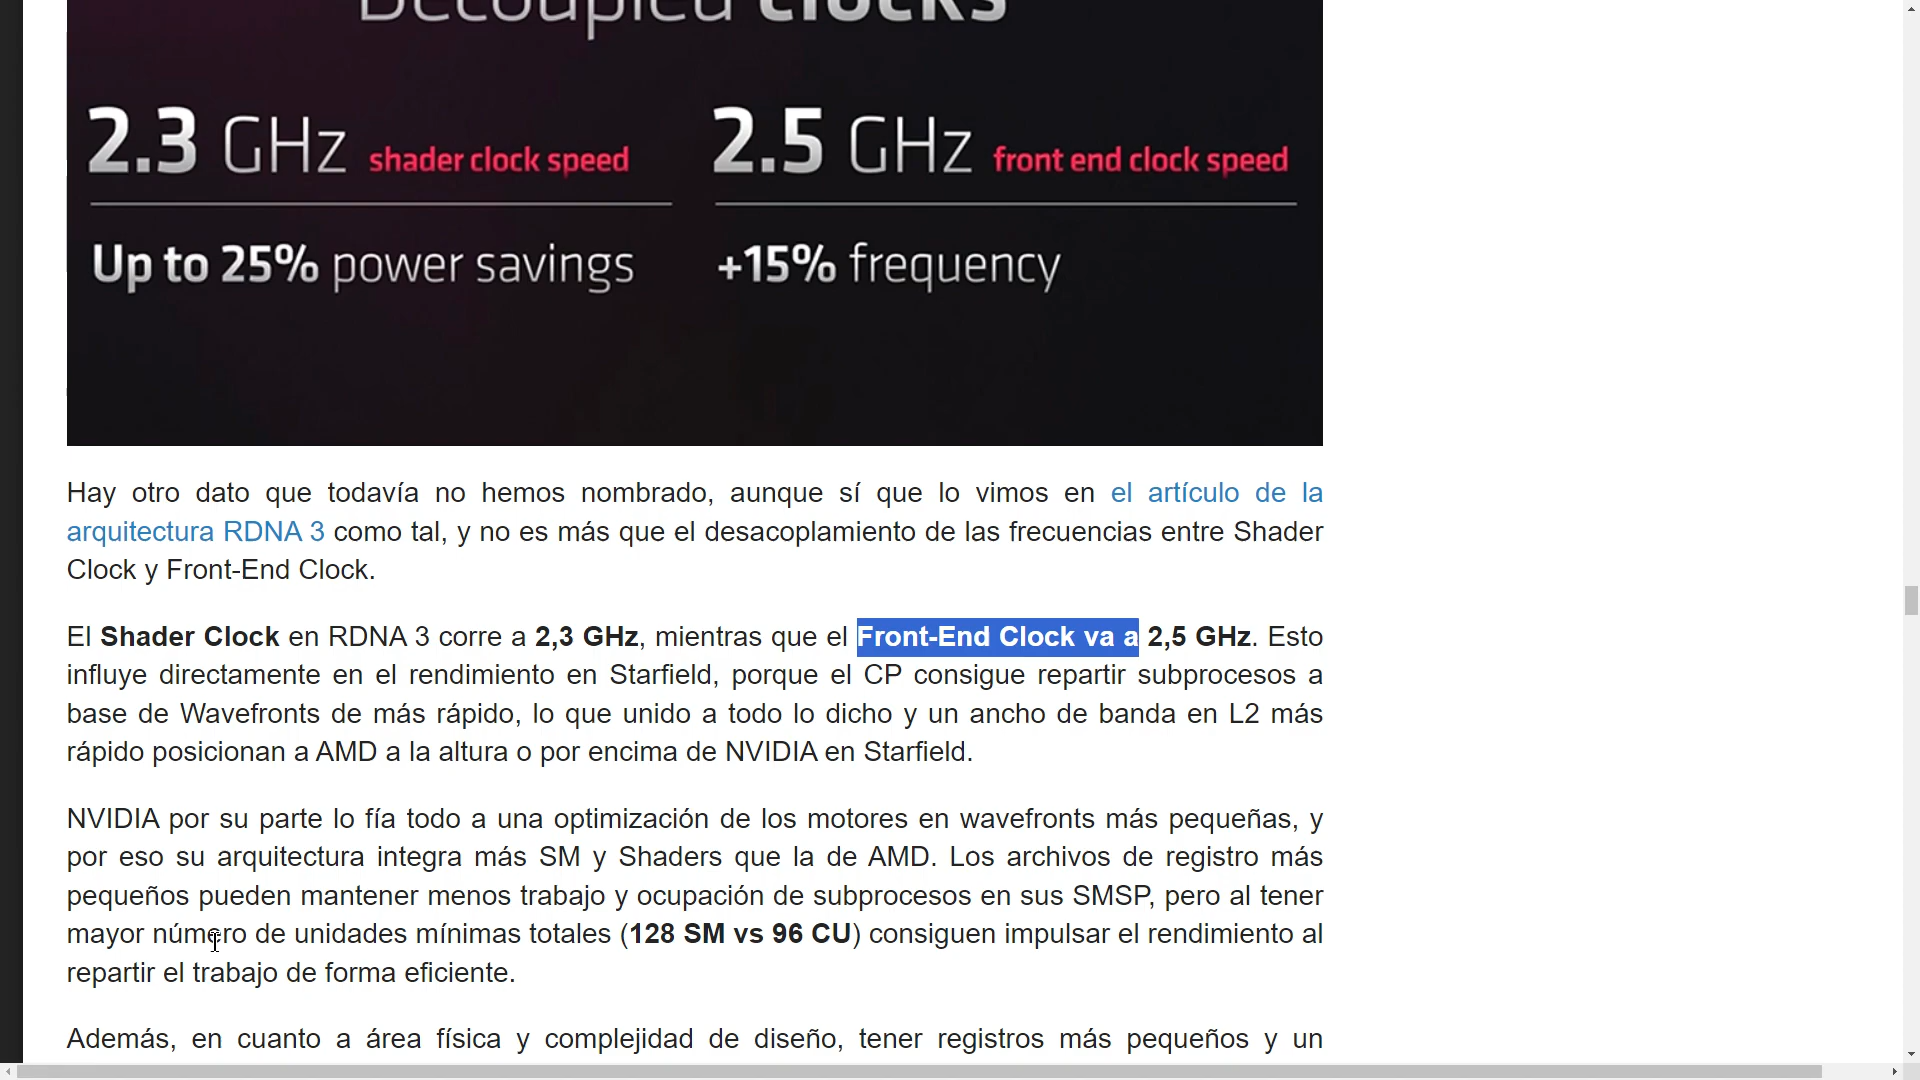 Decoupled clocks
2.3 GHz shader clock speed
2.5 GHz front end clock speed
Up to 25% power savings
+15% frequency
Hay otro dato que todavía no hemos nombrado, aunque sí que lo vimos en el artículo de la
arquitectura RDNA 3 como tal, y no es más que el desacoplamiento de las frecuencias entre Shader
Clock y Front-End Clock.
El Shader Clock en RDNA 3 corre a 2,3 GHz, mientras que el Front-End Clock va a 2,5 GHz. Esto
influye directamente en el rendimiento en Starfield, porque el CP consigue repartir subprocesos a
base de Wavefronts de más rápido, lo que unido a todo lo dicho y un ancho de banda en L2 más
rápido posicionan a AMD a la altura o por encima de NVIDIA en Starfield.
NVIDIA por su parte lo fía todo a una optimización de los motores en wavefronts más pequeñas, y
por eso su arquitectura integra más SM y Shaders que la de AMD. Los archivos de registro más
pequeños pueden mantener menos trabajo y ocupación de subprocesos en sus SMSP, pero al tener
mayor número de unidades mínimas totales (128 SM vs 96 CU) consiguen impulsar el rendimiento al
repartir el trabajo de forma eficiente.
Además, en cuanto a área física y complejidad de diseño, tener registros más pequeños y un